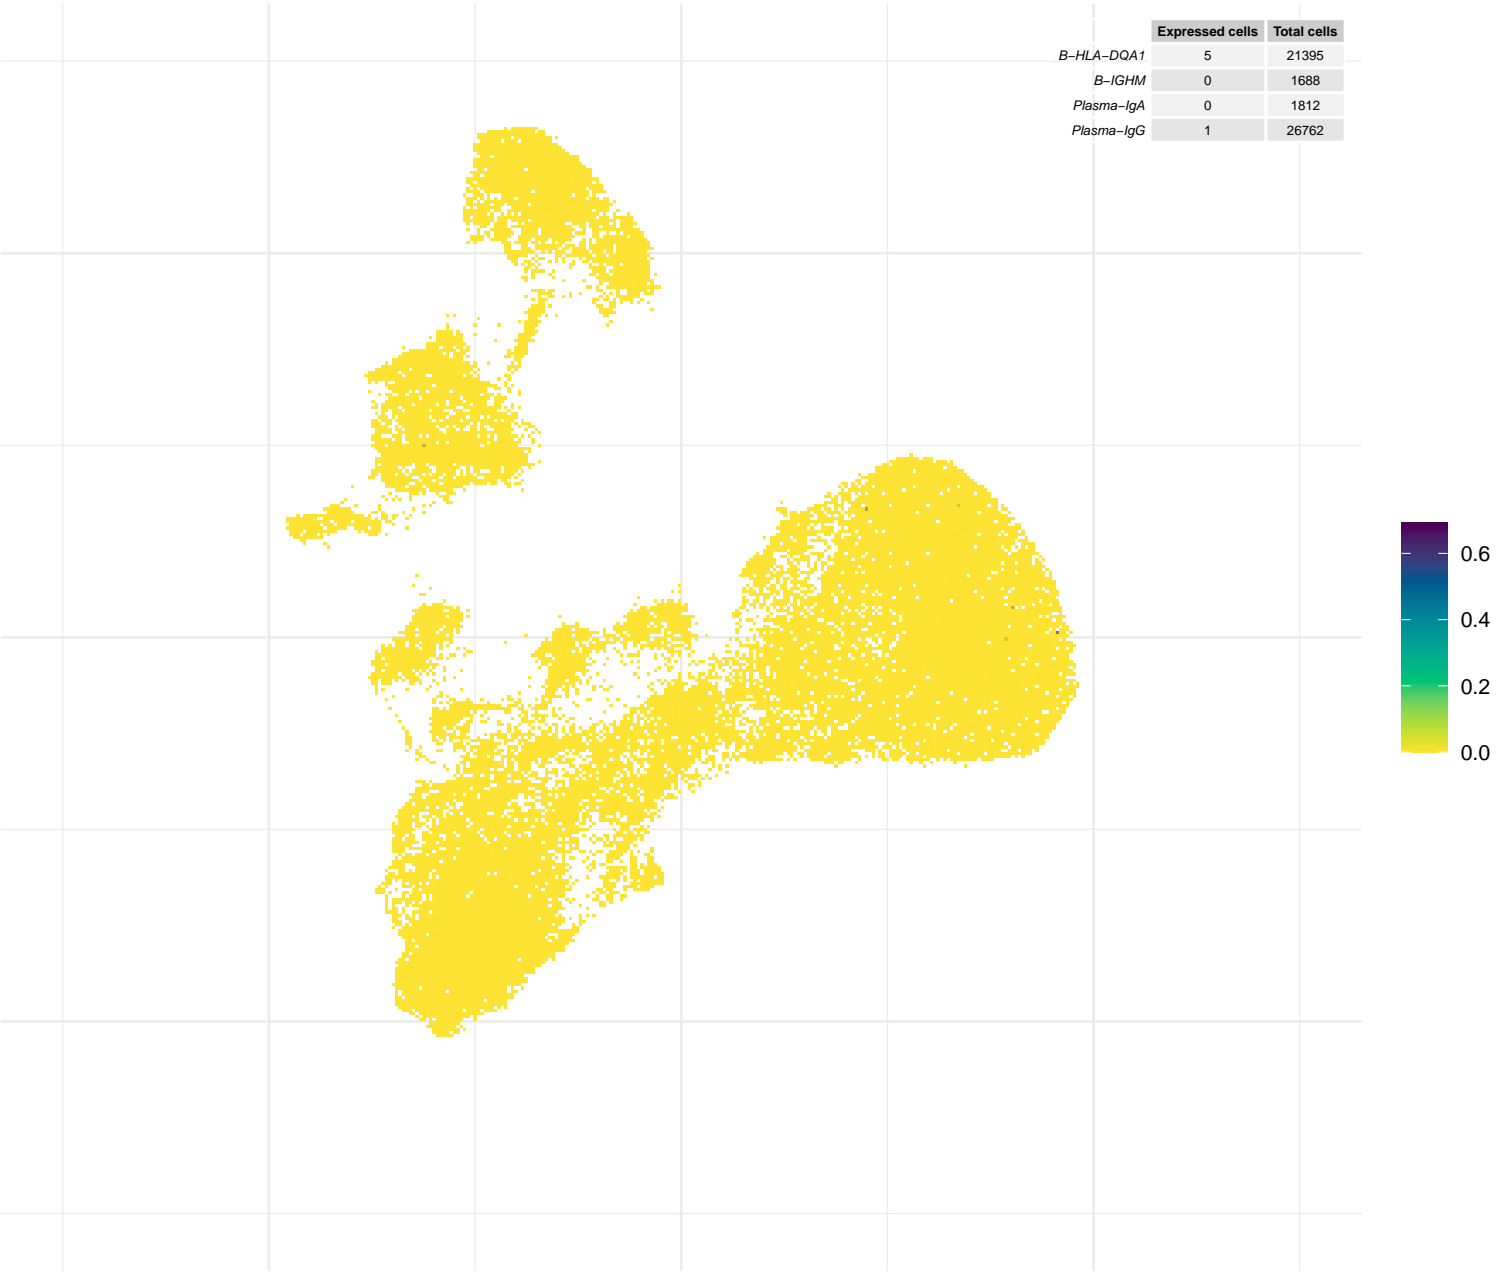 Expressed cells Total cells
B−HLA−DQA1 5 21395
B−IGHM 0 1688
Plasma−IgA 0 1812
Plasma−IgG 1 26762
0.6
0.4
0.2
0.0